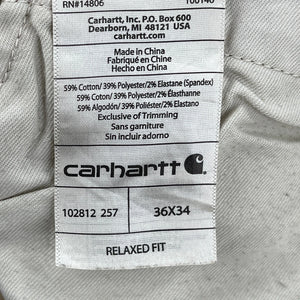 RN#14806 100146
Carhartt, Inc. P.O. Box 600
Dearborn, MI 48121 USA
carhartt.com
Made in China
Fabriqué en Chine
Hecho en China
59% Cotton/ 39% Polyester/2% Elastane (Spandex)
59% Coton/ 39% Polyester/2% Élasthanne
59% Algodón/ 39% Poliéster/2% Elastano
Exclusive of Trimming
Sans garniture
Sin incluir adorno
carhartt
102812 257 36X34
RELAXED FIT